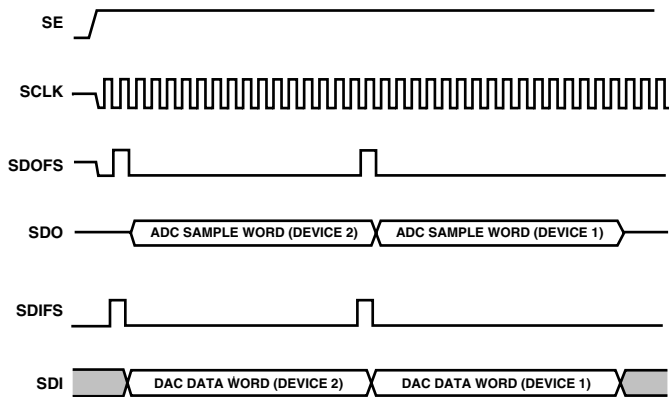 SE
SCLK
SDOFS
SDO
ADC SAMPLE WORD (DEVICE 2) ADC SAMPLE WORD (DEVICE 1)
SDIFS
SDI
DAC DATA WORD (DEVICE 2) DAC DATA WORD (DEVICE 1)